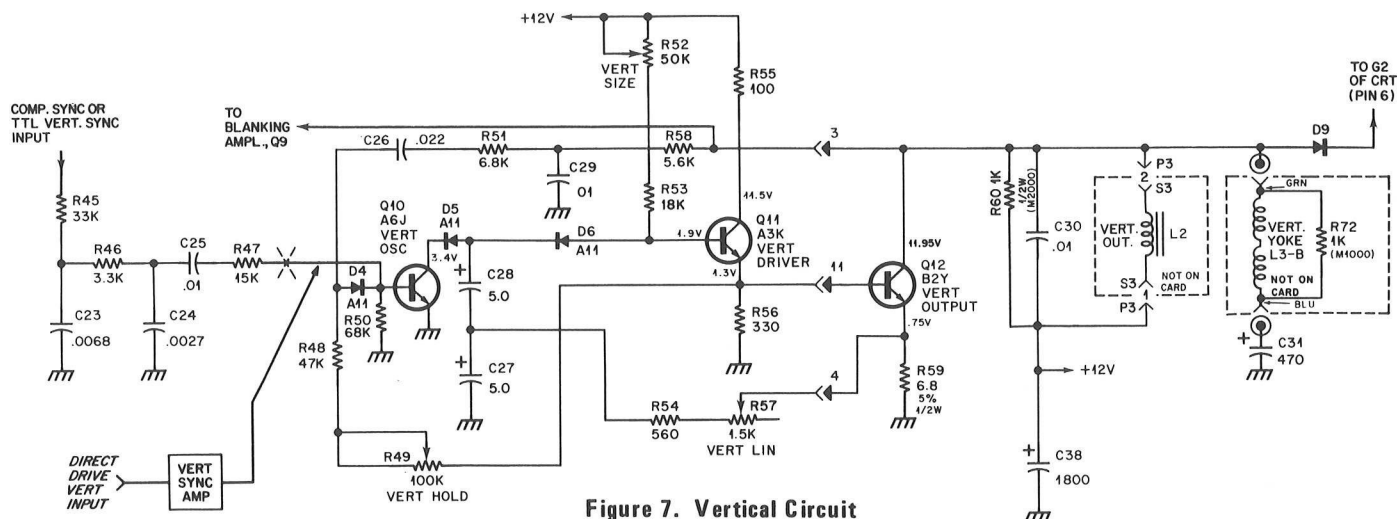 +12V
R52
50K
VERT
SIZE
R55
100
TO G2
OF CRT
(PIN 6)
COMP. SYNC OR
TTL VERT. SYNC
INPUT
TO
BLANKING
AMPL., Q9
C26
.022
R51
6.8K
R58
5.6K
3
D9
R45
33K
C29
01
R53
18K
11.5V
R60 1K
1/2W
(M2000)
C30
.01
P3
2
S3
VERT.
OUT.
L2
S3
1
P3
NOT ON
CARD
GRN
VERT.
YOKE
L3-B
R72
1K
(M1000)
NOT ON
CARD
BLU
R46
3.3K
C25
.01
R47
15K
D4
A11
Q10
A6J
VERT
OSC
D5
A11
3.4V
D6
A11
1.9V
Q11
A3K
VERT
DRIVER
1.3V
11.95V
11
Q12
B2Y
VERT
OUTPUT
.75V
C28
5.0
R50
68K
R56
330
C23
.0068
C24
.0027
R48
47K
C27
5.0
4
R59
6.8
5%
1/2W
C31
470
+12V
R54
560
R57
1.5K
VERT LIN
R49
100K
VERT HOLD
C38
1800
DIRECT
DRIVE
VERT
INPUT
VERT
SYNC
AMP
Figure 7. Vertical Circuit